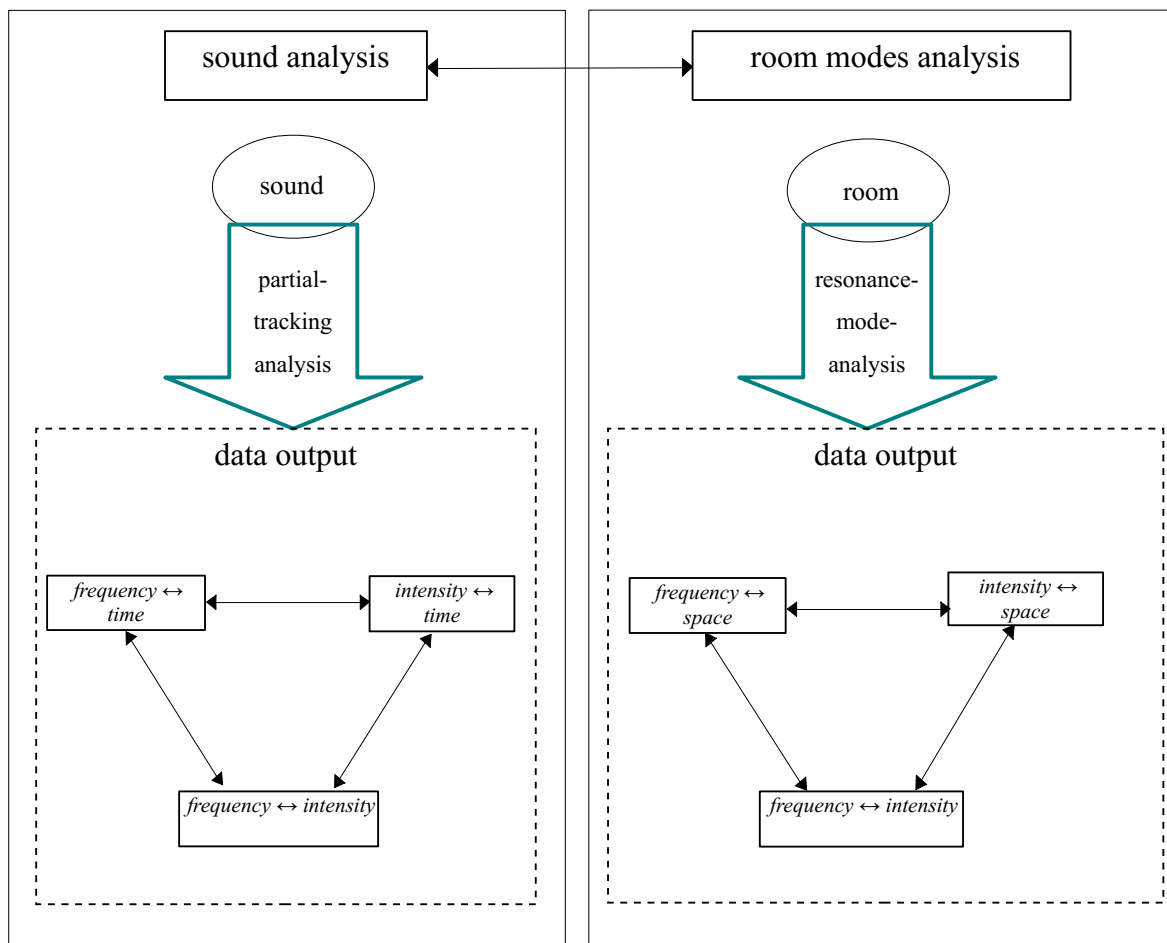 sound analysis
room modes analysis
sound
room
partial-
tracking
analysis
resonance-
mode-
analysis
data output
data output
frequency ↔
time
intensity ↔
time
frequency ↔
space
intensity ↔
space
frequency ↔ intensity
frequency ↔ intensity